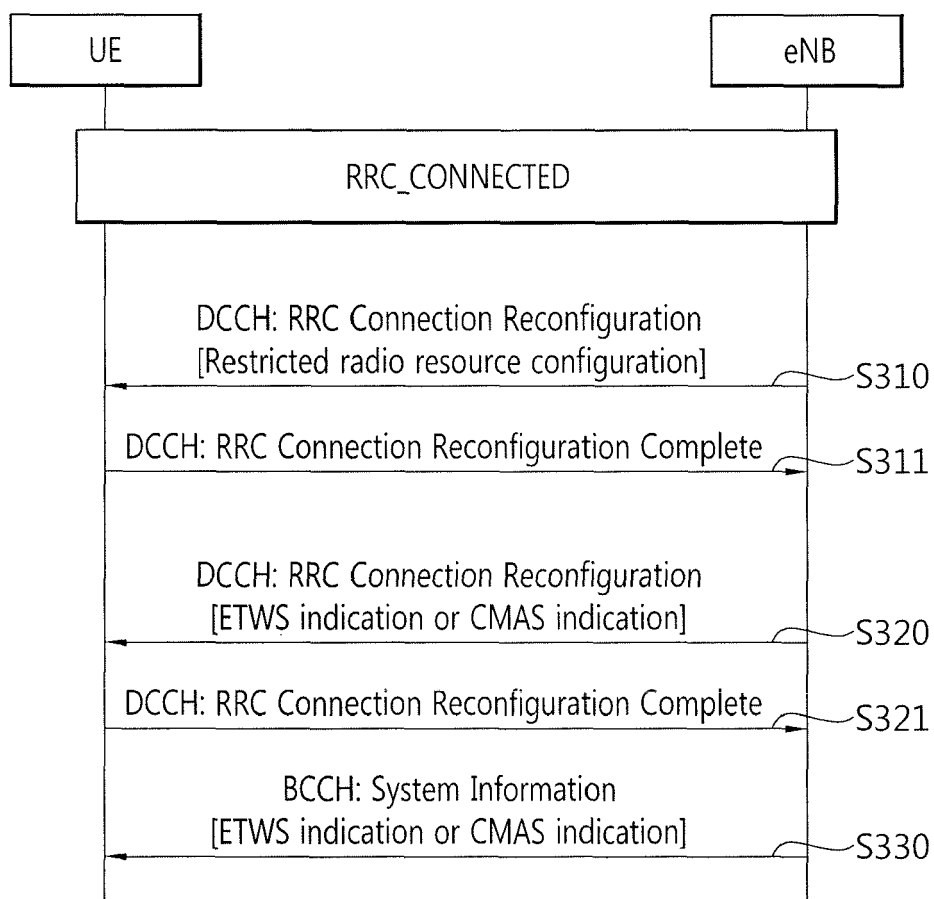 UE
eNB
RRC_CONNECTED
DCCH: RRC Connection Reconfiguration
[Restricted radio resource configuration]
S310
DCCH: RRC Connection Reconfiguration Complete
S311
DCCH: RRC Connection Reconfiguration
[ETWS indication or CMAS indication]
S320
DCCH: RRC Connection Reconfiguration Complete
S321
BCCH: System Information
[ETWS indication or CMAS indication]
S330